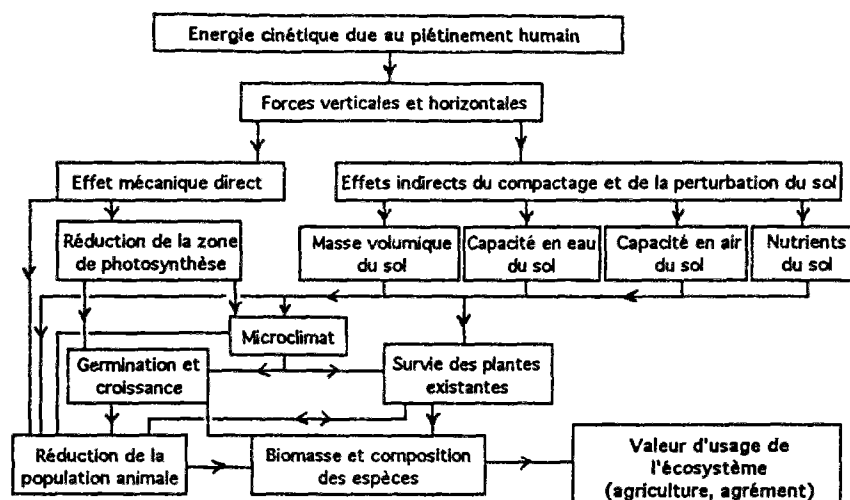 Energie cinétique due au piétinement humain
Forces verticales et horizontales
Effet mécanique direct
Effets indirects du compactage et de la perturbation du sol
Réduction de la zone
de photosynthèse
Masse volumique
du sol
Capacité en eau
du sol
Capacité en air
du sol
Nutrients
du sol
Microclimat
Germination et
croissance
Survie des plantes
existantes
Réduction de la
population animale
Biomasse et composition
des espèces
Valeur d'usage de
l'écosystème
(agriculture, agrément)